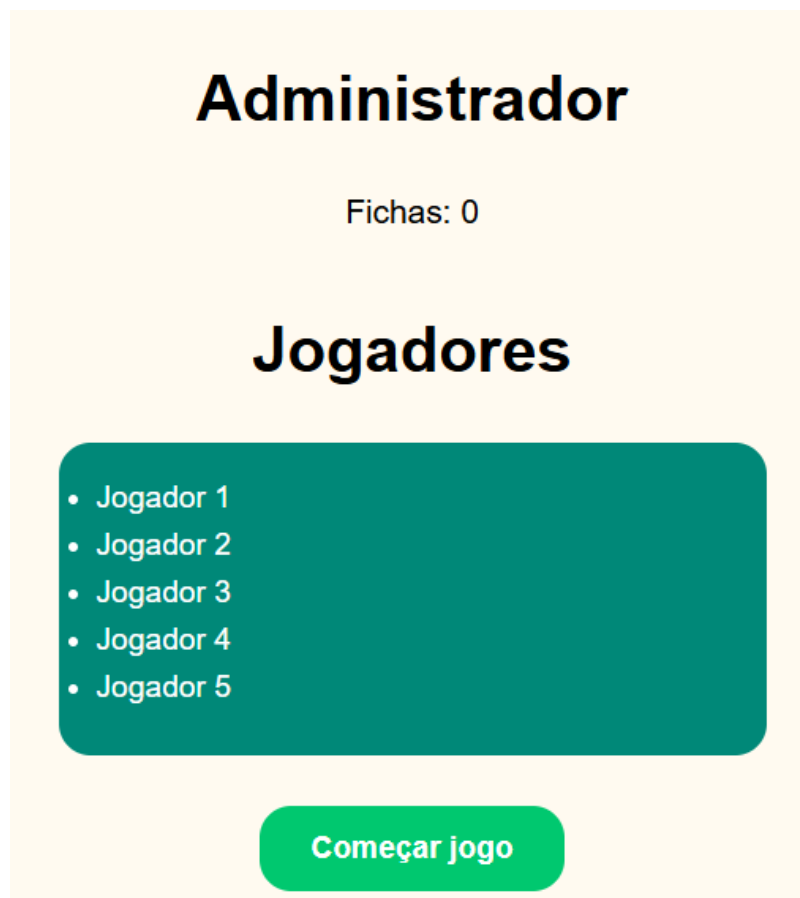 Administrador
Fichas: 0
Jogadores
• Jogador 1
• Jogador 2
• Jogador 3
• Jogador 4
• Jogador 5
Começar jogo